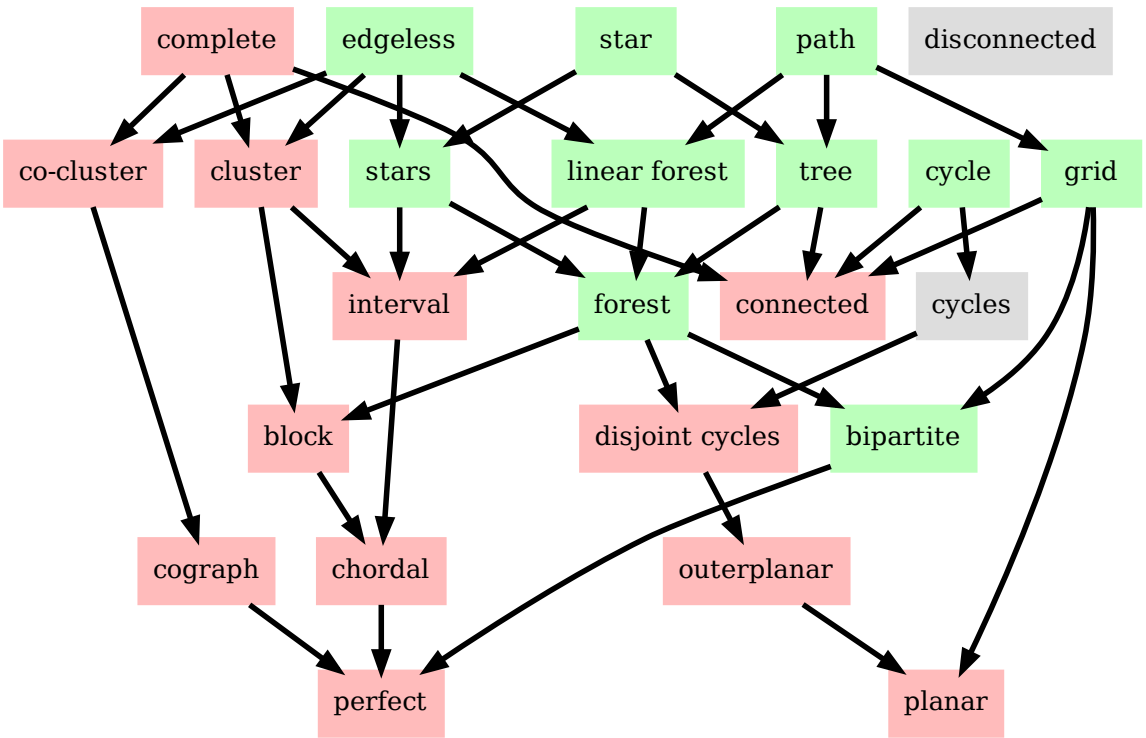 complete
edgeless
star
path
disconnected
co-cluster
cluster
stars
linear forest
tree
cycle
grid
interval
forest
connected
cycles
block
disjoint cycles
bipartite
cograph
chordal
outerplanar
perfect
planar